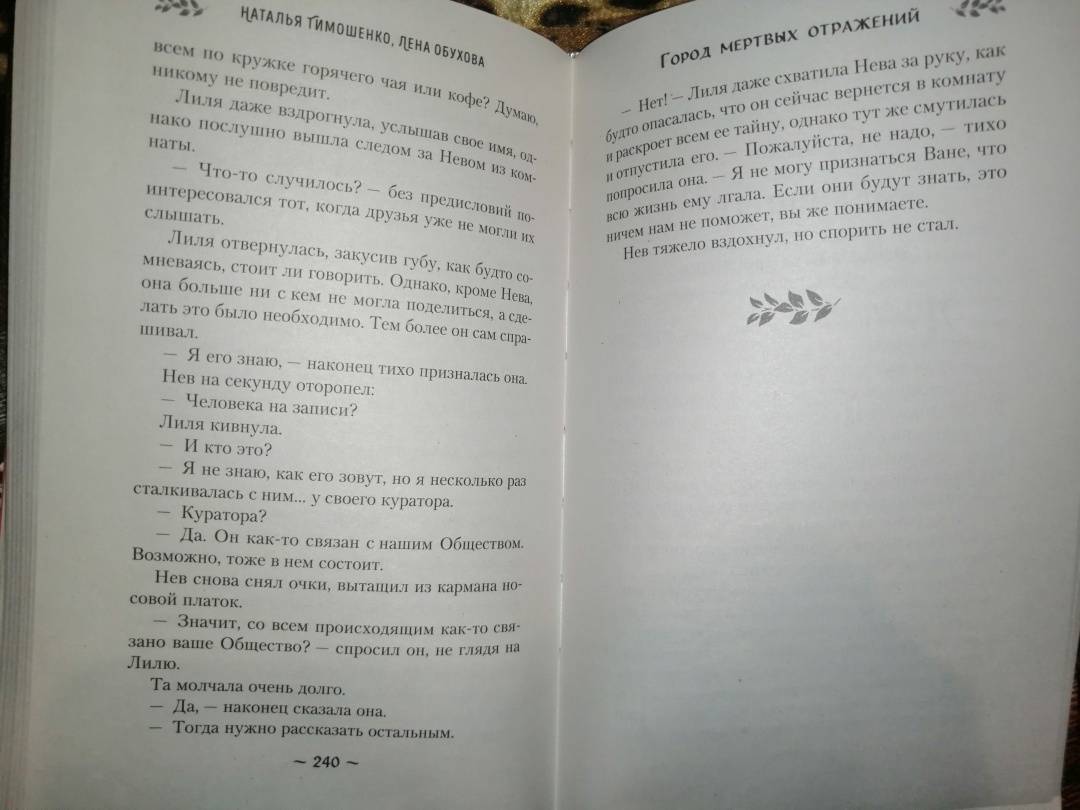 НАТАЛЬЯ ТИМОШЕНКО, ЛЕНА ОБУХОВА
всем по кружке горячего чая или кофе? Думаю,
никому не повредит.
Лиля даже вздрогнула, услышав свое имя, од-
нако послушно вышла следом за Невом из ком-
наты.
— Что-то случилось? — без предисловий по-
интересовался тот, когда друзья уже не могли их
слышать.
Лиля отвернулась, закусив губу, как будто со-
мневаясь, стоит ли говорить. Однако, кроме Нева,
она больше ни с кем не могла поделиться, а сде-
лать это было необходимо. Тем более он сам спра-
шивал.
— Я его знаю, — наконец тихо призналась она.
Нев на секунду оторопел:
— Человека на записи?
Лиля кивнула.
— И кто это?
— Я не знаю, как его зовут, но я несколько раз
сталкивалась с ним... у своего куратора.
— Куратора?
— Да. Он как-то связан с нашим Обществом.
Возможно, тоже в нем состоит.
Нев снова снял очки, вытащил из кармана но-
совой платок.
— Значит, со всем происходящим как-то свя-
зано ваше Общество? — спросил он, не глядя на
Лилю.
Та молчала очень долго.
— Да, — наконец сказала она.
— Тогда нужно рассказать остальным.
~ 240 ~
ГОРОД МЕРТВЫХ ОТРАЖЕНИЙ
— Нет! — Лиля даже схватила Нева за руку, как
будто опасалась, что он сейчас вернется в комнату
и раскроет всем ее тайну, однако тут же смутилась
и отпустила его. — Пожалуйста, не надо, — тихо
попросила она. — Я не могу признаться Ване, что
всю жизнь ему лгала. Если они будут знать, это
ничем нам не поможет, вы же понимаете.
Нев тяжело вздохнул, но спорить не стал.